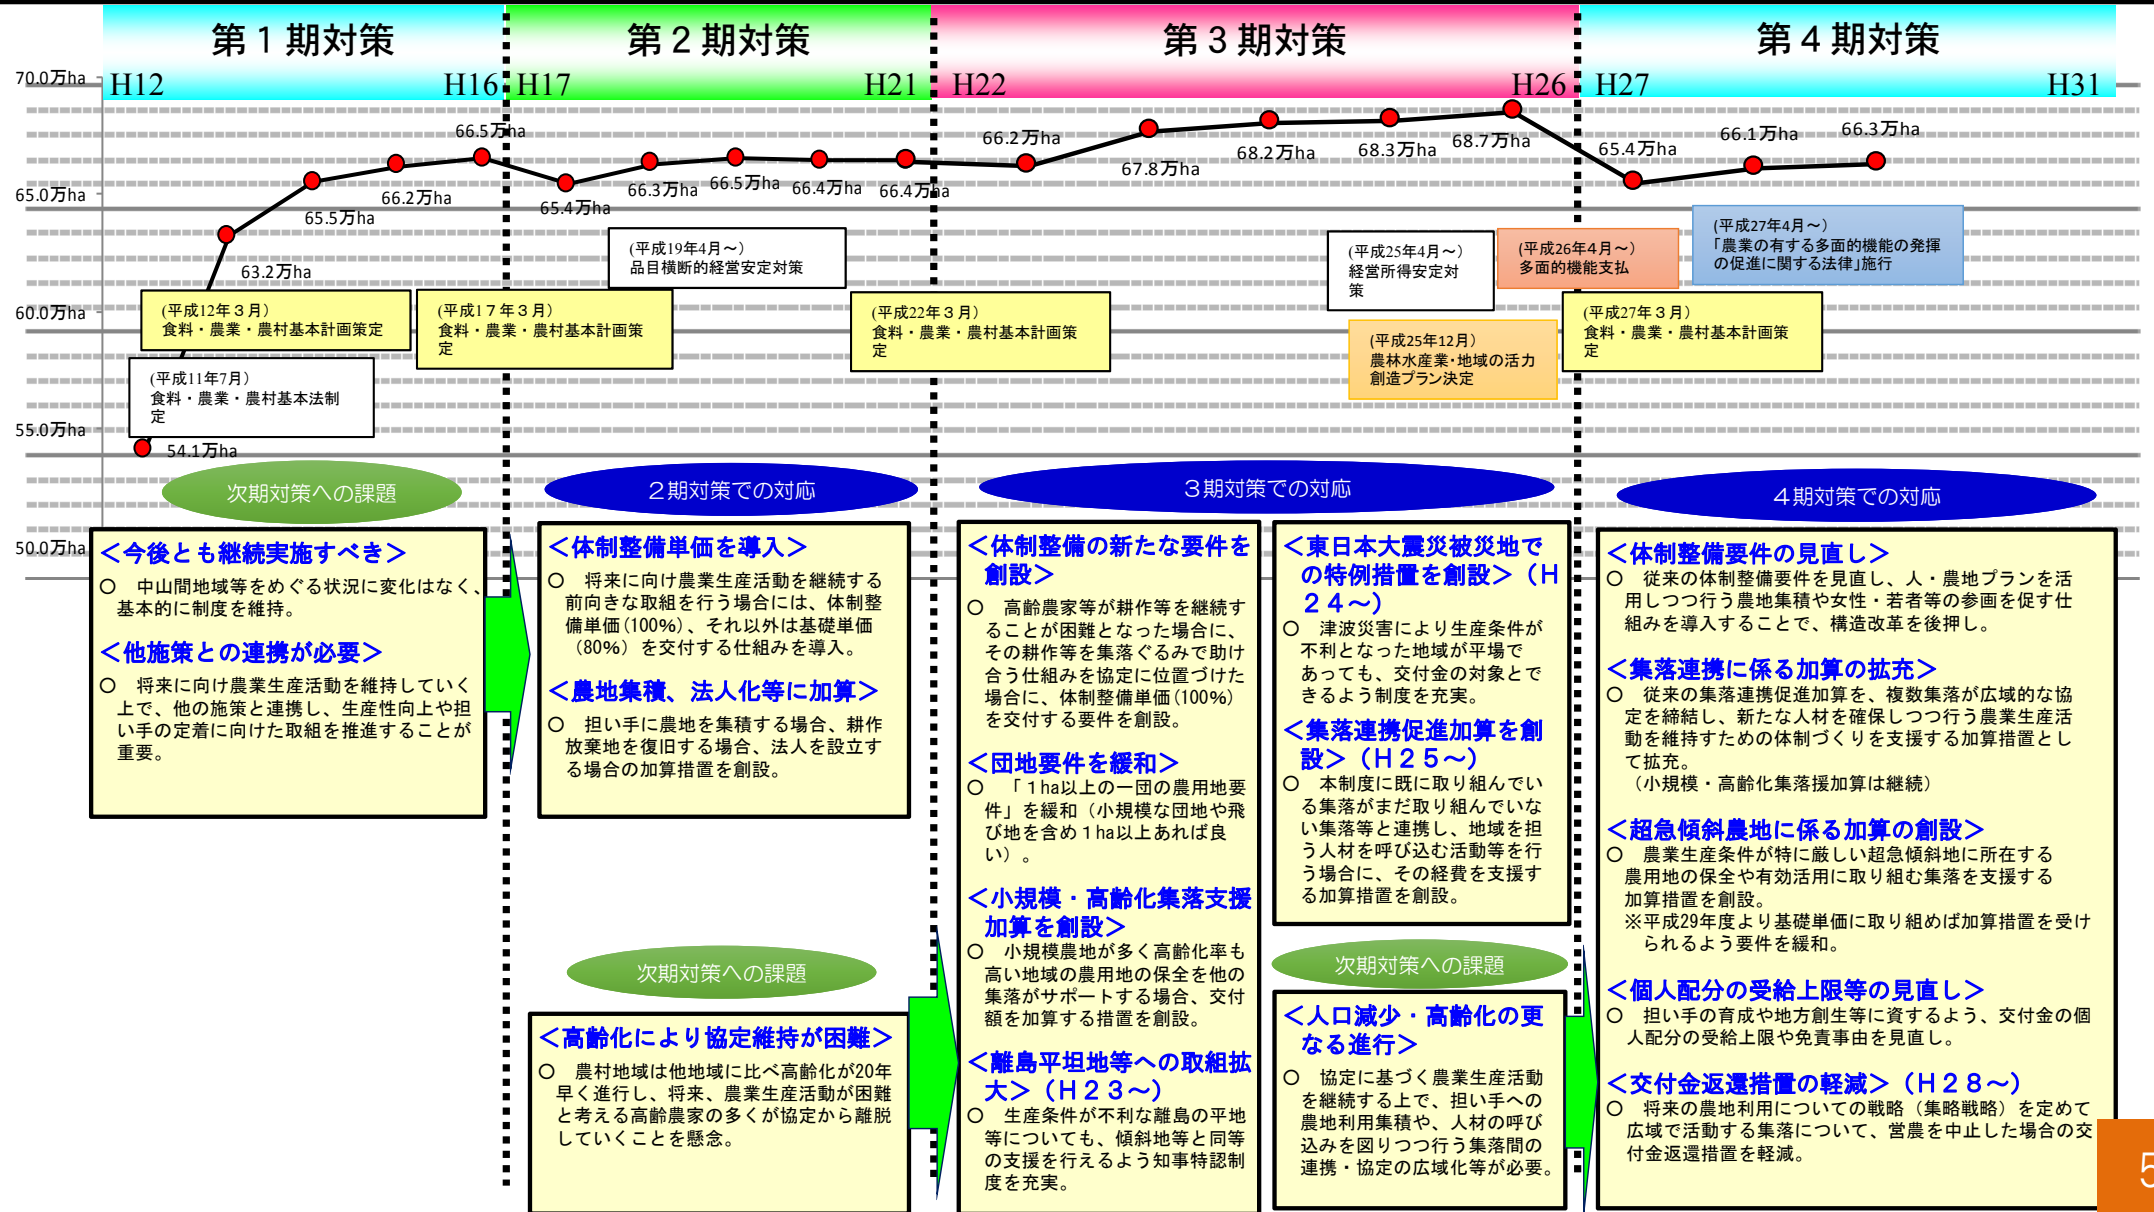 第１期対策
第２期対策
第３期対策
第４期対策
H12
H16
H17
H21
H22
H26
H27
H31
70.0万ha
65.0万ha
60.0万ha
55.0万ha
50.0万ha
54.1万ha
63.2万ha
65.5万ha
66.2万ha
66.5万ha
65.4万ha
66.3万ha
66.5万ha
66.4万ha
66.4万ha
66.2万ha
67.8万ha
68.2万ha
68.3万ha
68.7万ha
65.4万ha
66.1万ha
66.3万ha
(平成11年7月)
食料・農業・農村基本法制
定
(平成12年３月)
食料・農業・農村基本計画策定
(平成1７年３月)
食料・農業・農村基本計画策
定
(平成19年4月～)
品目横断的経営安定対策
(平成22年３月)
食料・農業・農村基本計画策
定
(平成25年4月～)
経営所得安定対
策
(平成25年12月)
農林水産業・地域の活力
創造プラン決定
(平成26年４月～)
多面的機能支払
(平成27年３月)
食料・農業・農村基本計画策
定
(平成27年４月～)
「農業の有する多面的機能の発揮
の促進に関する法律」施行
次期対策への課題
＜今後とも継続実施すべき＞
○　中山間地域等をめぐる状況に変化はなく、
基本的に制度を維持。
＜他施策との連携が必要＞
○　将来に向け農業生産活動を維持していく
上で、他の施策と連携し、生産性向上や担
い手の定着に向けた取組を推進することが
重要。
２期対策での対応
＜体制整備単価を導入＞
○　将来に向け農業生産活動を継続する
前向きな取組を行う場合には、体制整
備単価(100%)、それ以外は基礎単価
（80%）を交付する仕組みを導入。
＜農地集積、法人化等に加算＞
○　担い手に農地を集積する場合、耕作
放棄地を復旧する場合、法人を設立す
る場合の加算措置を創設。
次期対策への課題
＜高齢化により協定維持が困難＞
○　農村地域は他地域に比べ高齢化が20年
早く進行し、将来、農業生産活動が困難
と考える高齢農家の多くが協定から離脱
していくことを懸念。
３期対策での対応
＜体制整備の新たな要件を
創設＞
○　高齢農家等が耕作等を継続す
ることが困難となった場合に、
その耕作等を集落ぐるみで助け
合う仕組みを協定に位置づけた
場合に、体制整備単価(100%)
を交付する要件を創設。
＜団地要件を緩和＞
○　「１ha以上の一団の農用地要
件」を緩和（小規模な団地や飛
び地を含め１ha以上あれば良
い）。
＜小規模・高齢化集落支援
加算を創設＞
○　小規模農地が多く高齢化率も
高い地域の農用地の保全を他の
集落がサポートする場合、交付
額を加算する措置を創設。
＜離島平坦地等への取組拡
大＞（Ｈ２３～）
○　生産条件が不利な離島の平地
等についても、傾斜地等と同等
の支援を行えるよう知事特認制
度を充実。
＜東日本大震災被災地で
の特例措置を創設＞（Ｈ
２４～）
○　津波災害により生産条件が
不利となった地域が平場で
あっても、交付金の対象とで
きるよう制度を充実。
＜集落連携促進加算を創
設＞（Ｈ２５～）
○　本制度に既に取り組んでい
る集落がまだ取り組んでいな
い集落等と連携し、地域を担
う人材を呼び込む活動等を行
う場合に、その経費を支援す
る加算措置を創設。
次期対策への課題
＜人口減少・高齢化の更
なる進行＞
○　協定に基づく農業生産活動
を継続する上で、担い手への
農地利用集積や、人材の呼び
込みを図りつつ行う集落間の
連携・協定の広域化等が必要。
４期対策での対応
＜体制整備要件の見直し＞
○　従来の体制整備要件を見直し、人・農地プランを活
用しつつ行う農地集積や女性・若者等の参画を促す仕
組みを導入することで、構造改革を後押し。
＜集落連携に係る加算の拡充＞
○　従来の集落連携促進加算を、複数集落が広域的な協
定を締結し、新たな人材を確保しつつ行う農業生産活
動を維持すための体制づくりを支援する加算措置とし
て拡充。
（小規模・高齢化集落援加算は継続）
＜超急傾斜農地に係る加算の創設＞
○　農業生産条件が特に厳しい超急傾斜地に所在する
農用地の保全や有効活用に取り組む集落を支援する
加算措置を創設。
※平成29年度より基礎単価に取り組めば加算措置を受け
られるよう要件を緩和。
＜個人配分の受給上限等の見直し＞
○　担い手の育成や地方創生等に資するよう、交付金の個
人配分の受給上限や免責事由を見直し。
＜交付金返還措置の軽減＞（Ｈ２８～）
○　将来の農地利用についての戦略（集略戦略）を定めて
広域で活動する集落について、営農を中止した場合の交
付金返還措置を軽減。
5